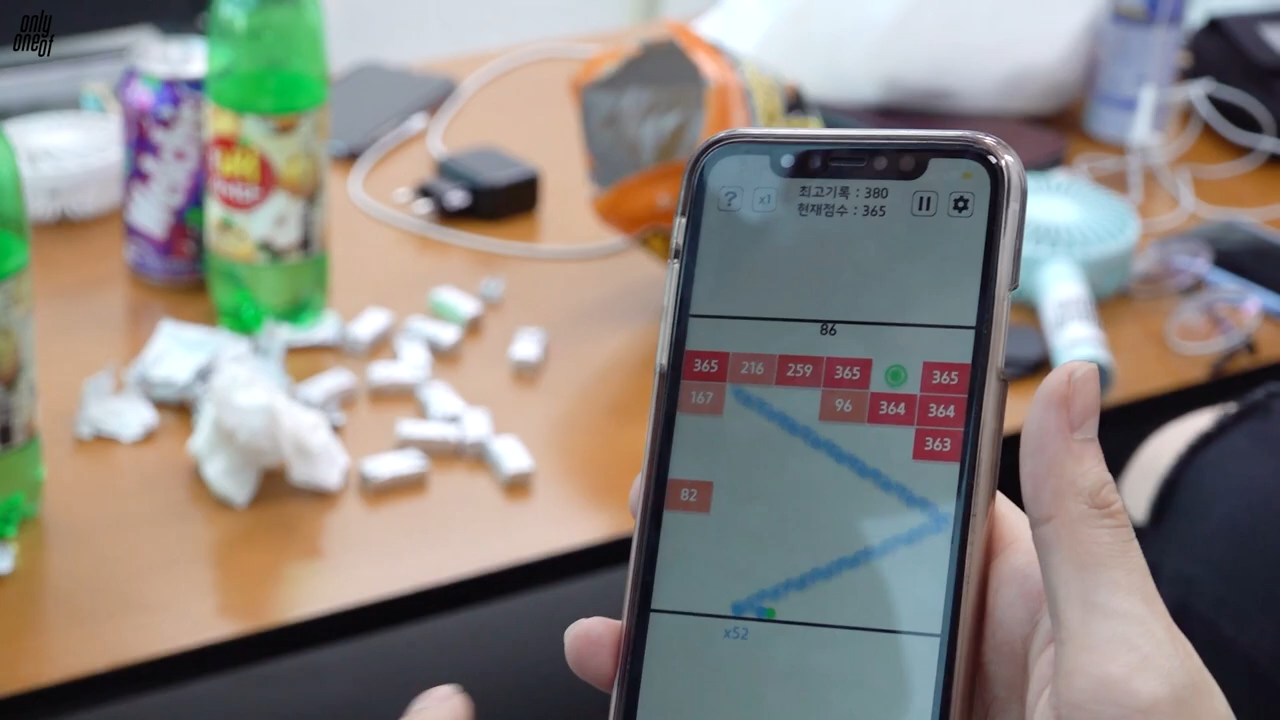 only
oneof
Welch's
?
x1
최고기록 : 380
현재점수 : 365
86
365 216 259 365 365
167 96 364 364
363
82
x52